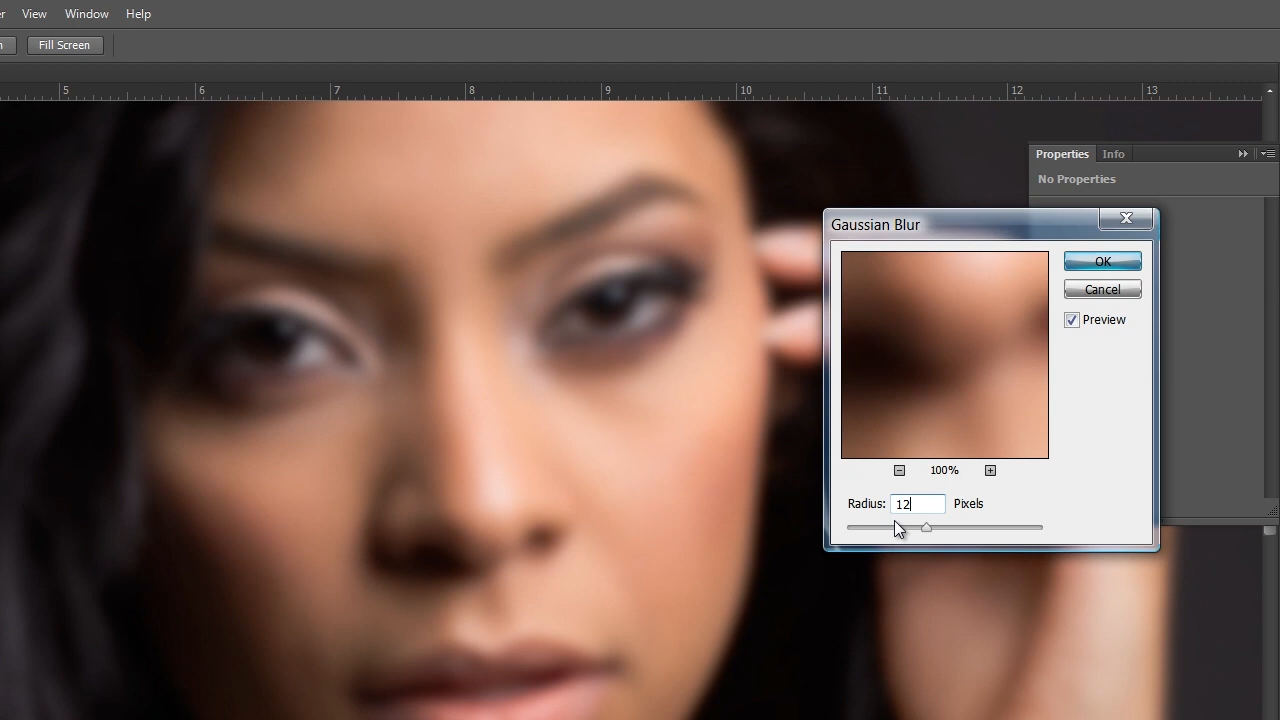 View Window Help
Fill Screen
5 6 7 8 9 10 11 12 13
Properties Info
No Properties
Gaussian Blur
OK
Cancel
Preview
100%
Radius: 12 Pixels